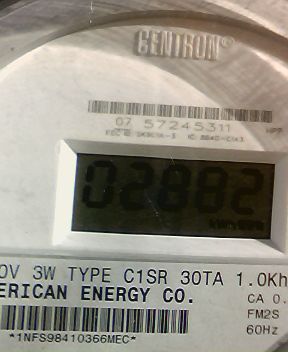 CENTRON®
07 57245311
02882
0V 3W TYPE C1SR 30TA 1.0Kh
ERICAN ENERGY CO. CA 0.
FM2S
60Hz
*1NFS98410366MEC*